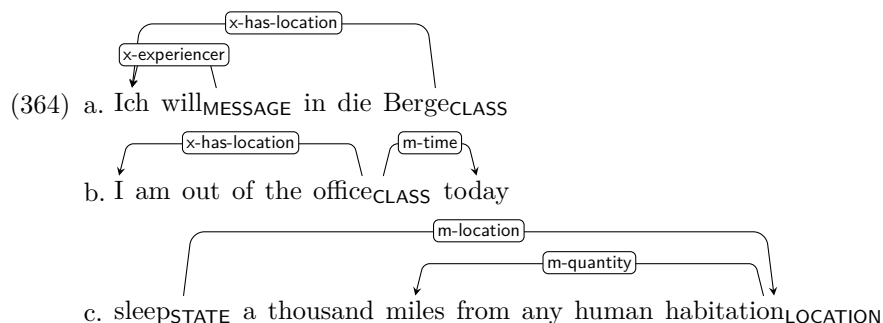 x-has-location
x-experiencer
(364) a. Ich willMESSAGE in die BergeCLASS
x-has-location m-time
b. I am out of the officeCLASS today
m-location
m-quantity
c. sleepSTATE a thousand miles from any human habitationLOCATION